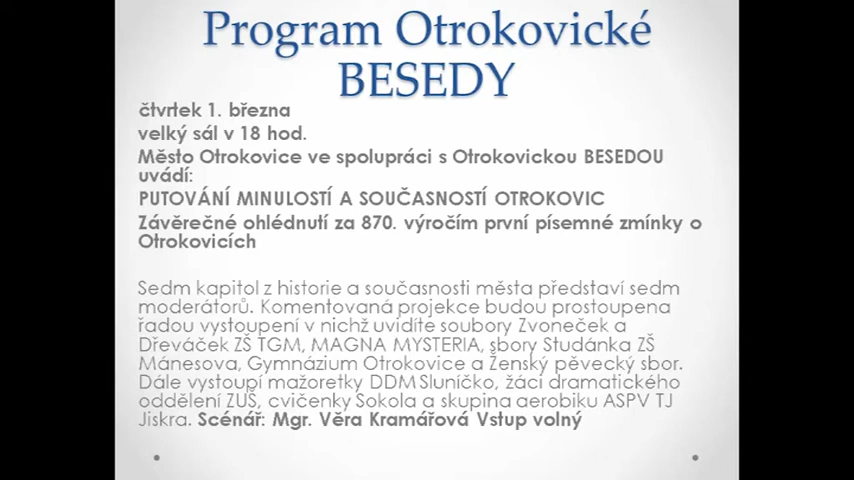 Program Otrokovické
BESEDY
čtvrtek 1. března
velký sál v 18 hod.
Město Otrokovice ve spolupráci s Otrokovickou BESEDOU
uvádí:
PUTOVÁNÍ MINULOSTÍ A SOUČASNOSTÍ OTROKOVIC
Závěrečné ohlédnutí za 870. výročím první písemné zmínky o
Otrokovicích
Sedm kapitol z historie a současnosti města představí sedm
moderátorů. Komentovaná projekce budou prostoupena
řadou vystoupení v nichž uvidíte soubory Zvoneček a
Dřeváček ZŠ TGM, MAGNA MYSTERIA, sbory Studánka ZŠ
Mánesova, Gymnázium Otrokovice a Ženský pěvecký sbor.
Dále vystoupí mažoretky DDM Sluníčko, žáci dramatického
oddělení ZUŠ, cvičenky Sokola a skupina aerobiku ASPV TJ
Jiskra. Scénář: Mgr. Věra Kramářová Vstup volný